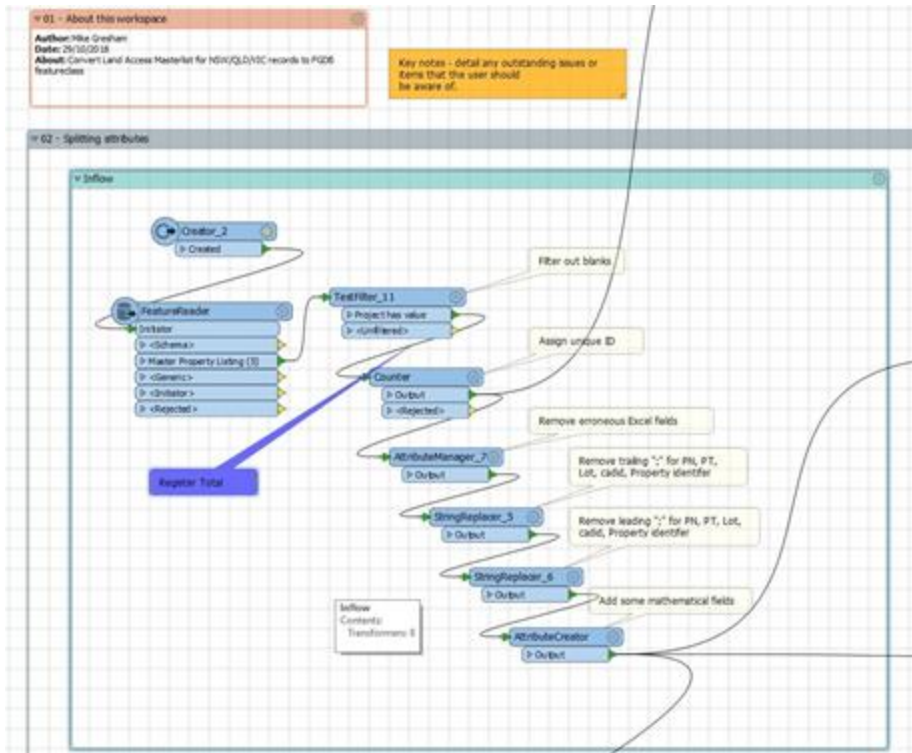 01 - About this workspace
Author: Mike Gresham
Date: 29/10/2018
About: Convert Land Access Masterlist for NSW/QLD/VIC records to FGDB
featureclass
Key notes - detail any outstanding issues or
items that the user should
be aware of.
02 - Splitting attributes
Inflow
Creator_2
Created
Filter out blanks
TestFilter_11
Project has value
<Unfiltered>
FeatureReader
Initiator
<Schema>
Master Property Listing (3)
<Generic>
<Initiator>
<Rejected>
Assign unique ID
Counter
Output
<Rejected>
Remove erroneous Excel fields
AttributeManager_7
Output
Register Total
Remove trailing ";" for PN, PT,
Lot, cadid, Property identifer
StringReplacer_5
Output
Remove leading ";" for PN, PT, Lot,
cadid, Property identifer
StringReplacer_6
Output
Add some mathematical fields
Inflow
Contents:
Transformers: 8
AttributeCreator
Output